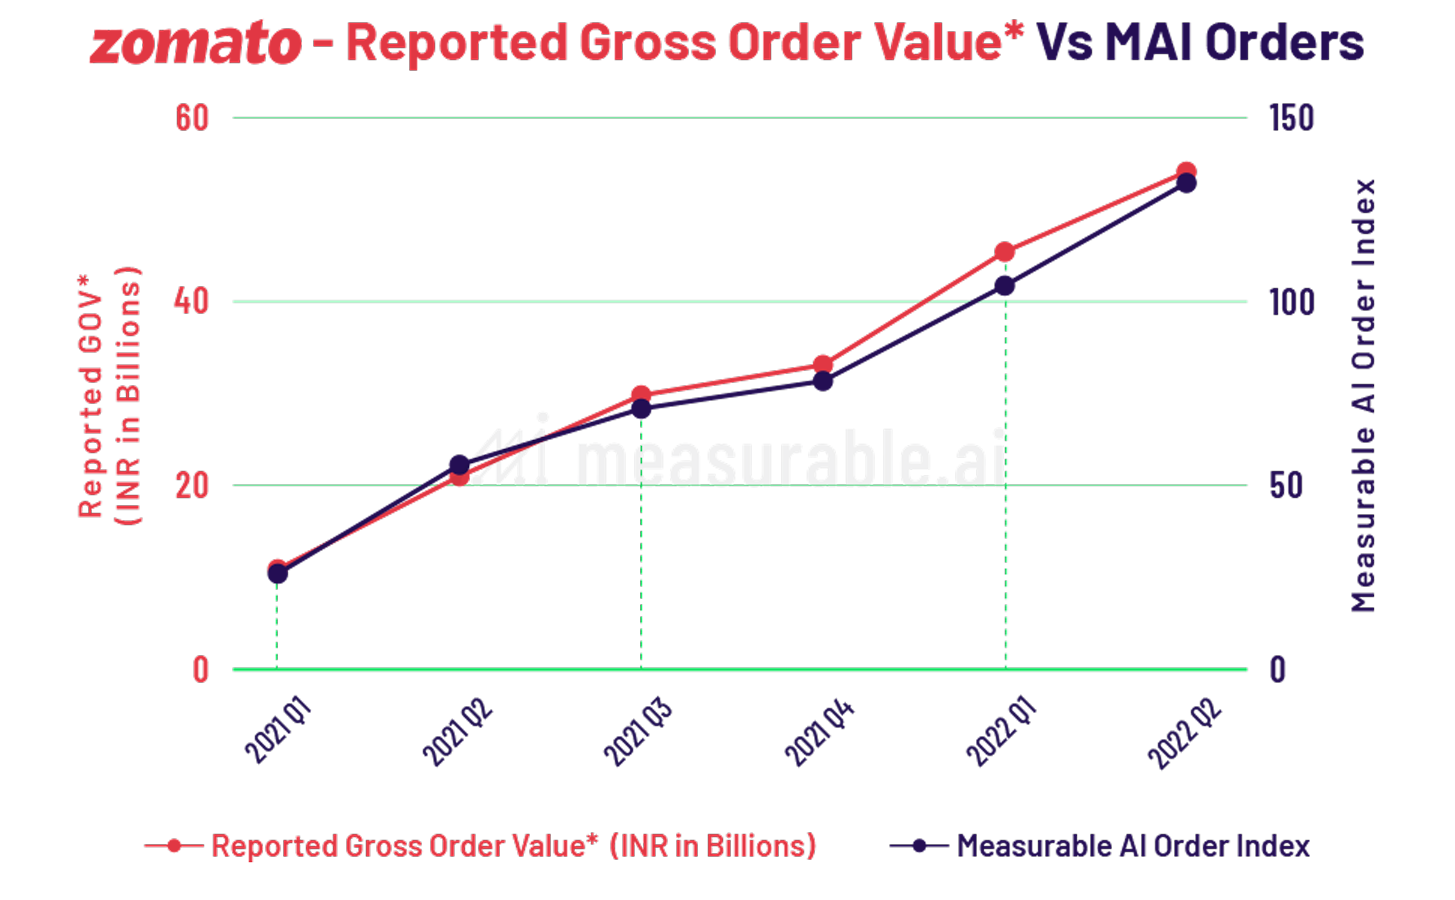 zomato - Reported Gross Order Value* Vs MAI Orders
60
40
20
0
150
100
50
0
Reported GOV*
(INR in Billions)
Measurable AI Order Index
measurable.ai
2021 Q1
2021 Q2
2021 Q3
2021 Q4
2022 Q1
2022 Q2
Reported Gross Order Value* (INR in Billions)
Measurable AI Order Index